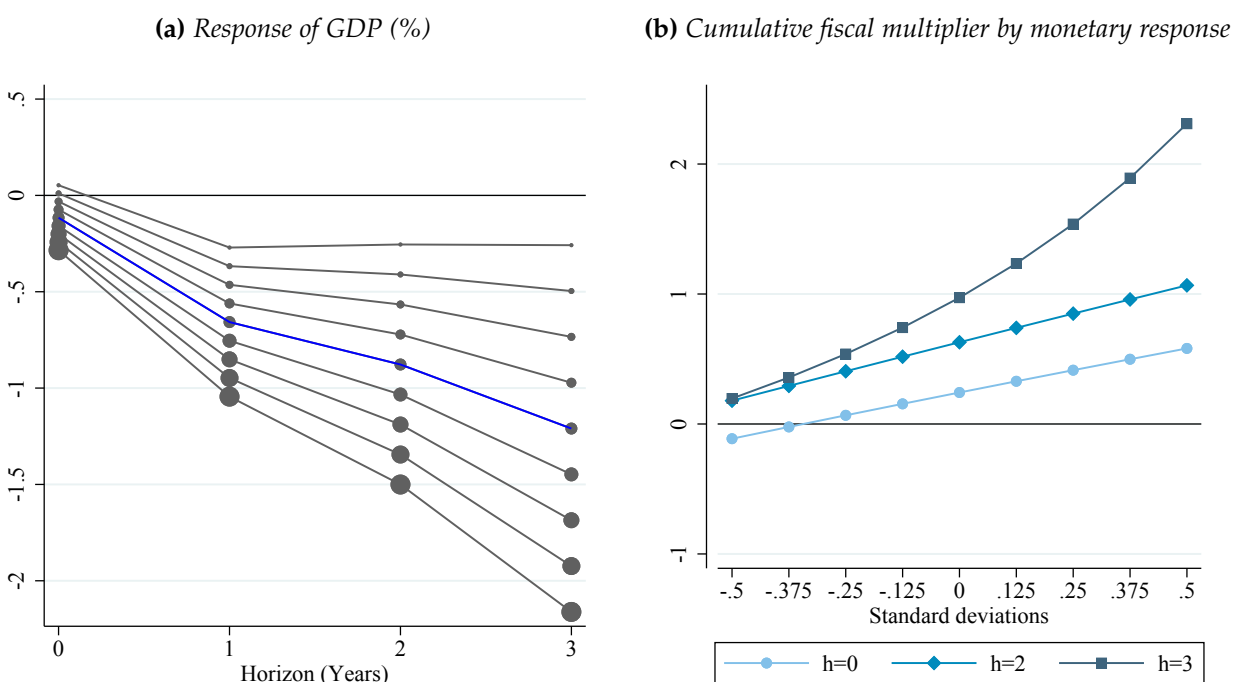 (a) Response of GDP (%)
.5
0
-.5
-1
-1.5
-2
0 1 2 3
Horizon (Years)
(b) Cumulative fiscal multiplier by monetary response
2
1
0
-1
-.5 -.375 -.25 -.125 0 .125 .25 .375 .5
Standard deviations
h=0 h=2 h=3